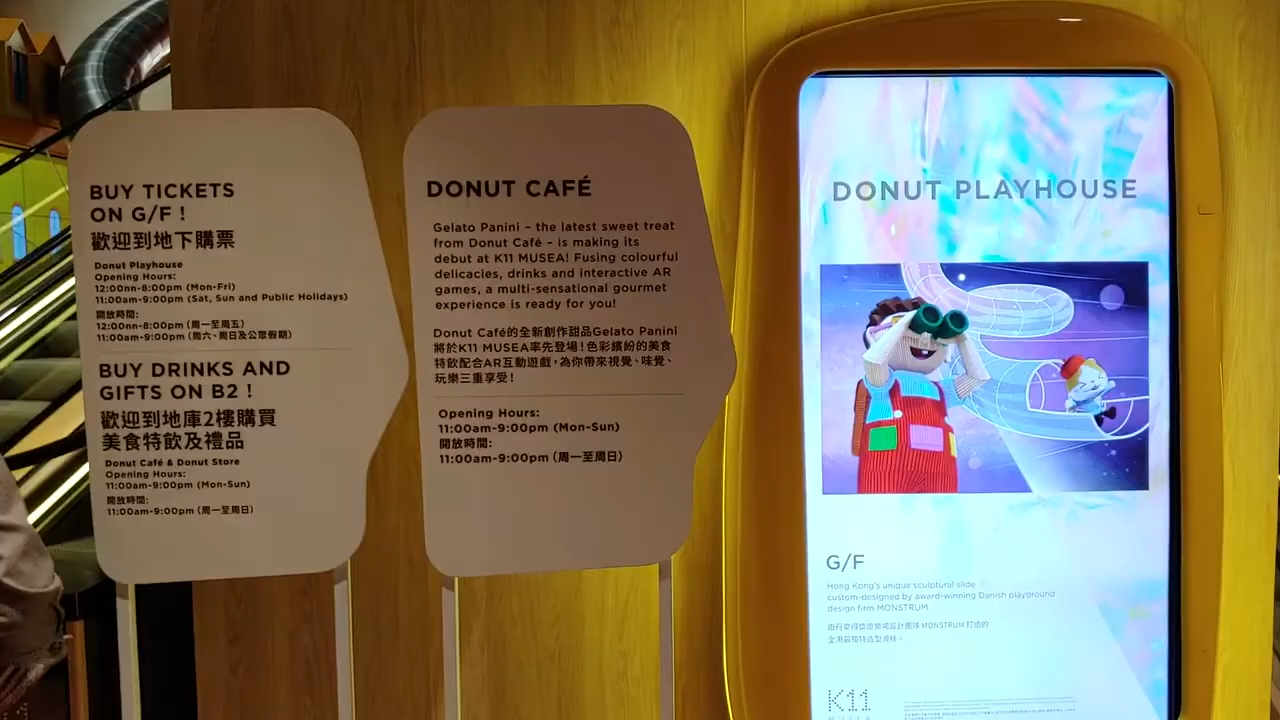 BUY TICKETS
ON G/F !
歡迎到地下購票
Donut Playhouse
Opening Hours:
12:00nn-8:00pm (Mon-Fri)
11:00am-9:00pm (Sat, Sun and Public Holidays)
開放時間:
12:00nn-8:00pm (周一至周五)
11:00am-9:00pm (周六、周日及公眾假期)
BUY DRINKS AND
GIFTS ON B2 !
歡迎到地庫2樓購買
美食特飲及禮品
Donut Café & Donut Store
Opening Hours:
11:00am-9:00pm (Mon-Sun)
開放時間:
11:00am-9:00pm (周一至周日)
DONUT CAFÉ
Gelato Panini – the latest sweet treat
from Donut Café – is making its
debut at K11 MUSEA! Fusing colourful
delicacies, drinks and interactive AR
games, a multi-sensational gourmet
experience is ready for you!
Donut Café的全新創作甜品Gelato Panini
將於K11 MUSEA率先登場!色彩繽紛的美食
特飲配合AR互動遊戲,為你帶來視覺、味覺、
玩樂三重享受!
Opening Hours:
11:00am-9:00pm (Mon-Sun)
開放時間:
11:00am-9:00pm (周一至周日)
DONUT PLAYHOUSE
G/F
Hong Kong's unique sculptural slide
custom-designed by award-winning Danish playground
design firm MONSTRUM.
由丹麥得獎遊樂場設計團隊 MONSTRUM 打造的
全港最獨特造型滑梯。
K11
MUSEA